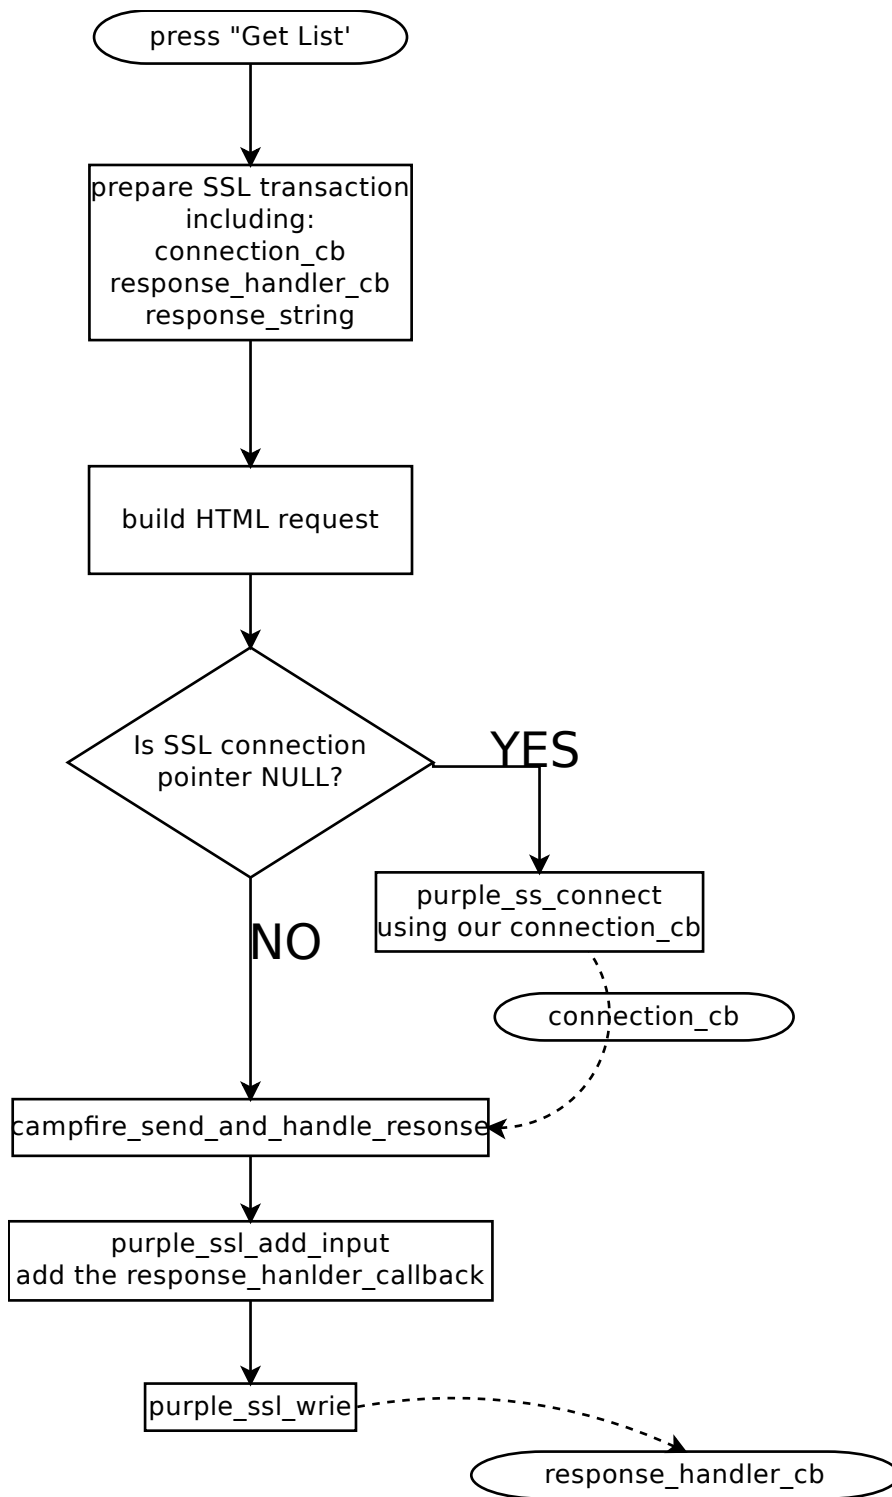 press "Get List'
prepare SSL transaction
including:
connection_cb
response_handler_cb
response_string
build HTML request
Is SSL connection
pointer NULL?
YES
purple_ss_connect
using our connection_cb
NO
connection_cb
campfire_send_and_handle_resonse
purple_ssl_add_input
add the response_hanlder_callback
purple_ssl_wrie
response_handler_cb